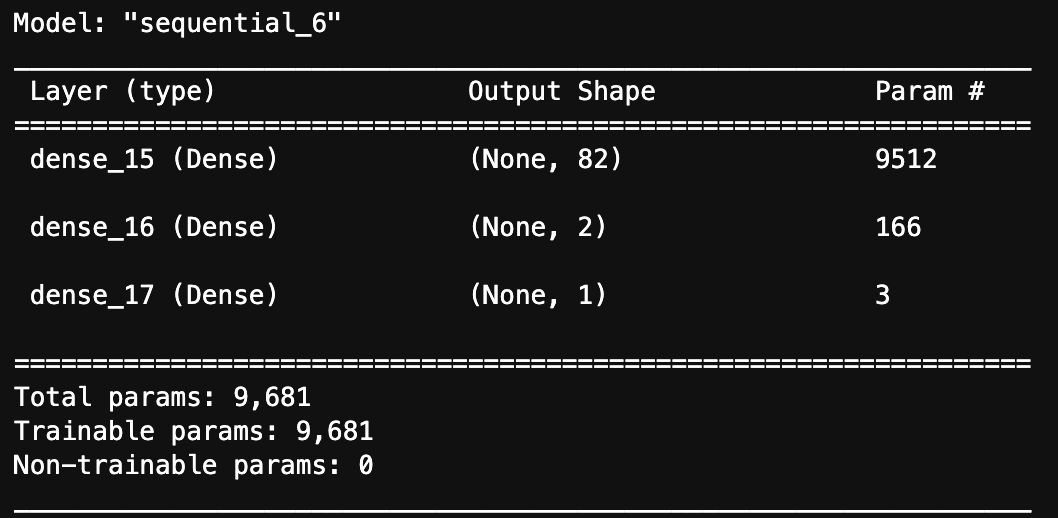 Model: "sequential_6"
Layer (type) Output Shape Param #
dense_15 (Dense) (None, 82) 9512
dense_16 (Dense) (None, 2) 166
dense_17 (Dense) (None, 1) 3
Total params: 9,681
Trainable params: 9,681
Non-trainable params: 0